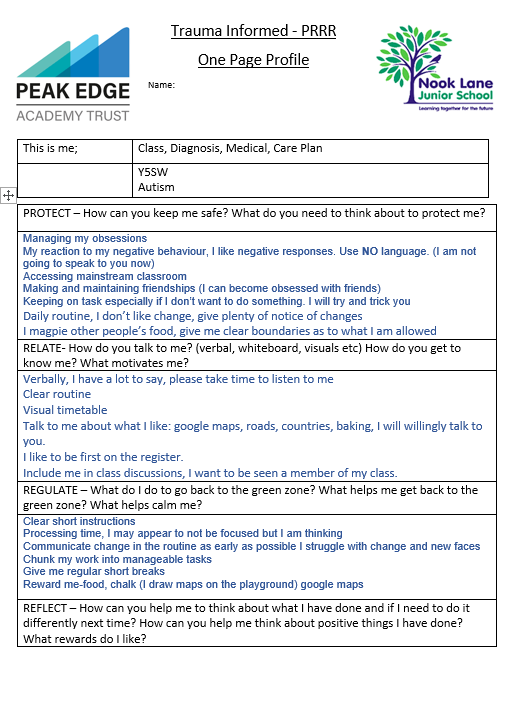 Trauma Informed - PRRR
One Page Profile
PEAK EDGE
ACADEMY TRUST
Name:
Nook Lane
Junior School
Learning together for the future
This is me;
Class, Diagnosis, Medical, Care Plan
Y5SW
Autism
PROTECT – How can you keep me safe? What do you need to think about to protect me?
Managing my obsessions
My reaction to my negative behaviour, I like negative responses. Use NO language. (I am not
going to speak to you now)
Accessing mainstream classroom
Making and maintaining friendships (I can become obsessed with friends)
Keeping on task especially if I don't want to do something. I will try and trick you
Daily routine, I don't like change, give plenty of notice of changes
I magpie other people's food, give me clear boundaries as to what I am allowed
RELATE- How do you talk to me? (verbal, whiteboard, visuals etc) How do you get to
know me? What motivates me?
Verbally, I have a lot to say, please take time to listen to me
Clear routine
Visual timetable
Talk to me about what I like: google maps, roads, countries, baking, I will willingly talk to
you.
I like to be first on the register.
Include me in class discussions, I want to be seen a member of my class.
REGULATE – What do I do to go back to the green zone? What helps me get back to the
green zone? What helps calm me?
Clear short instructions
Processing time, I may appear to not be focused but I am thinking
Communicate change in the routine as early as possible I struggle with change and new faces
Chunk my work into manageable tasks
Give me regular short breaks
Reward me-food, chalk (I draw maps on the playground) google maps
REFLECT – How can you help me to think about what I have done and if I need to do it
differently next time? How can you help me think about positive things I have done?
What rewards do I like?